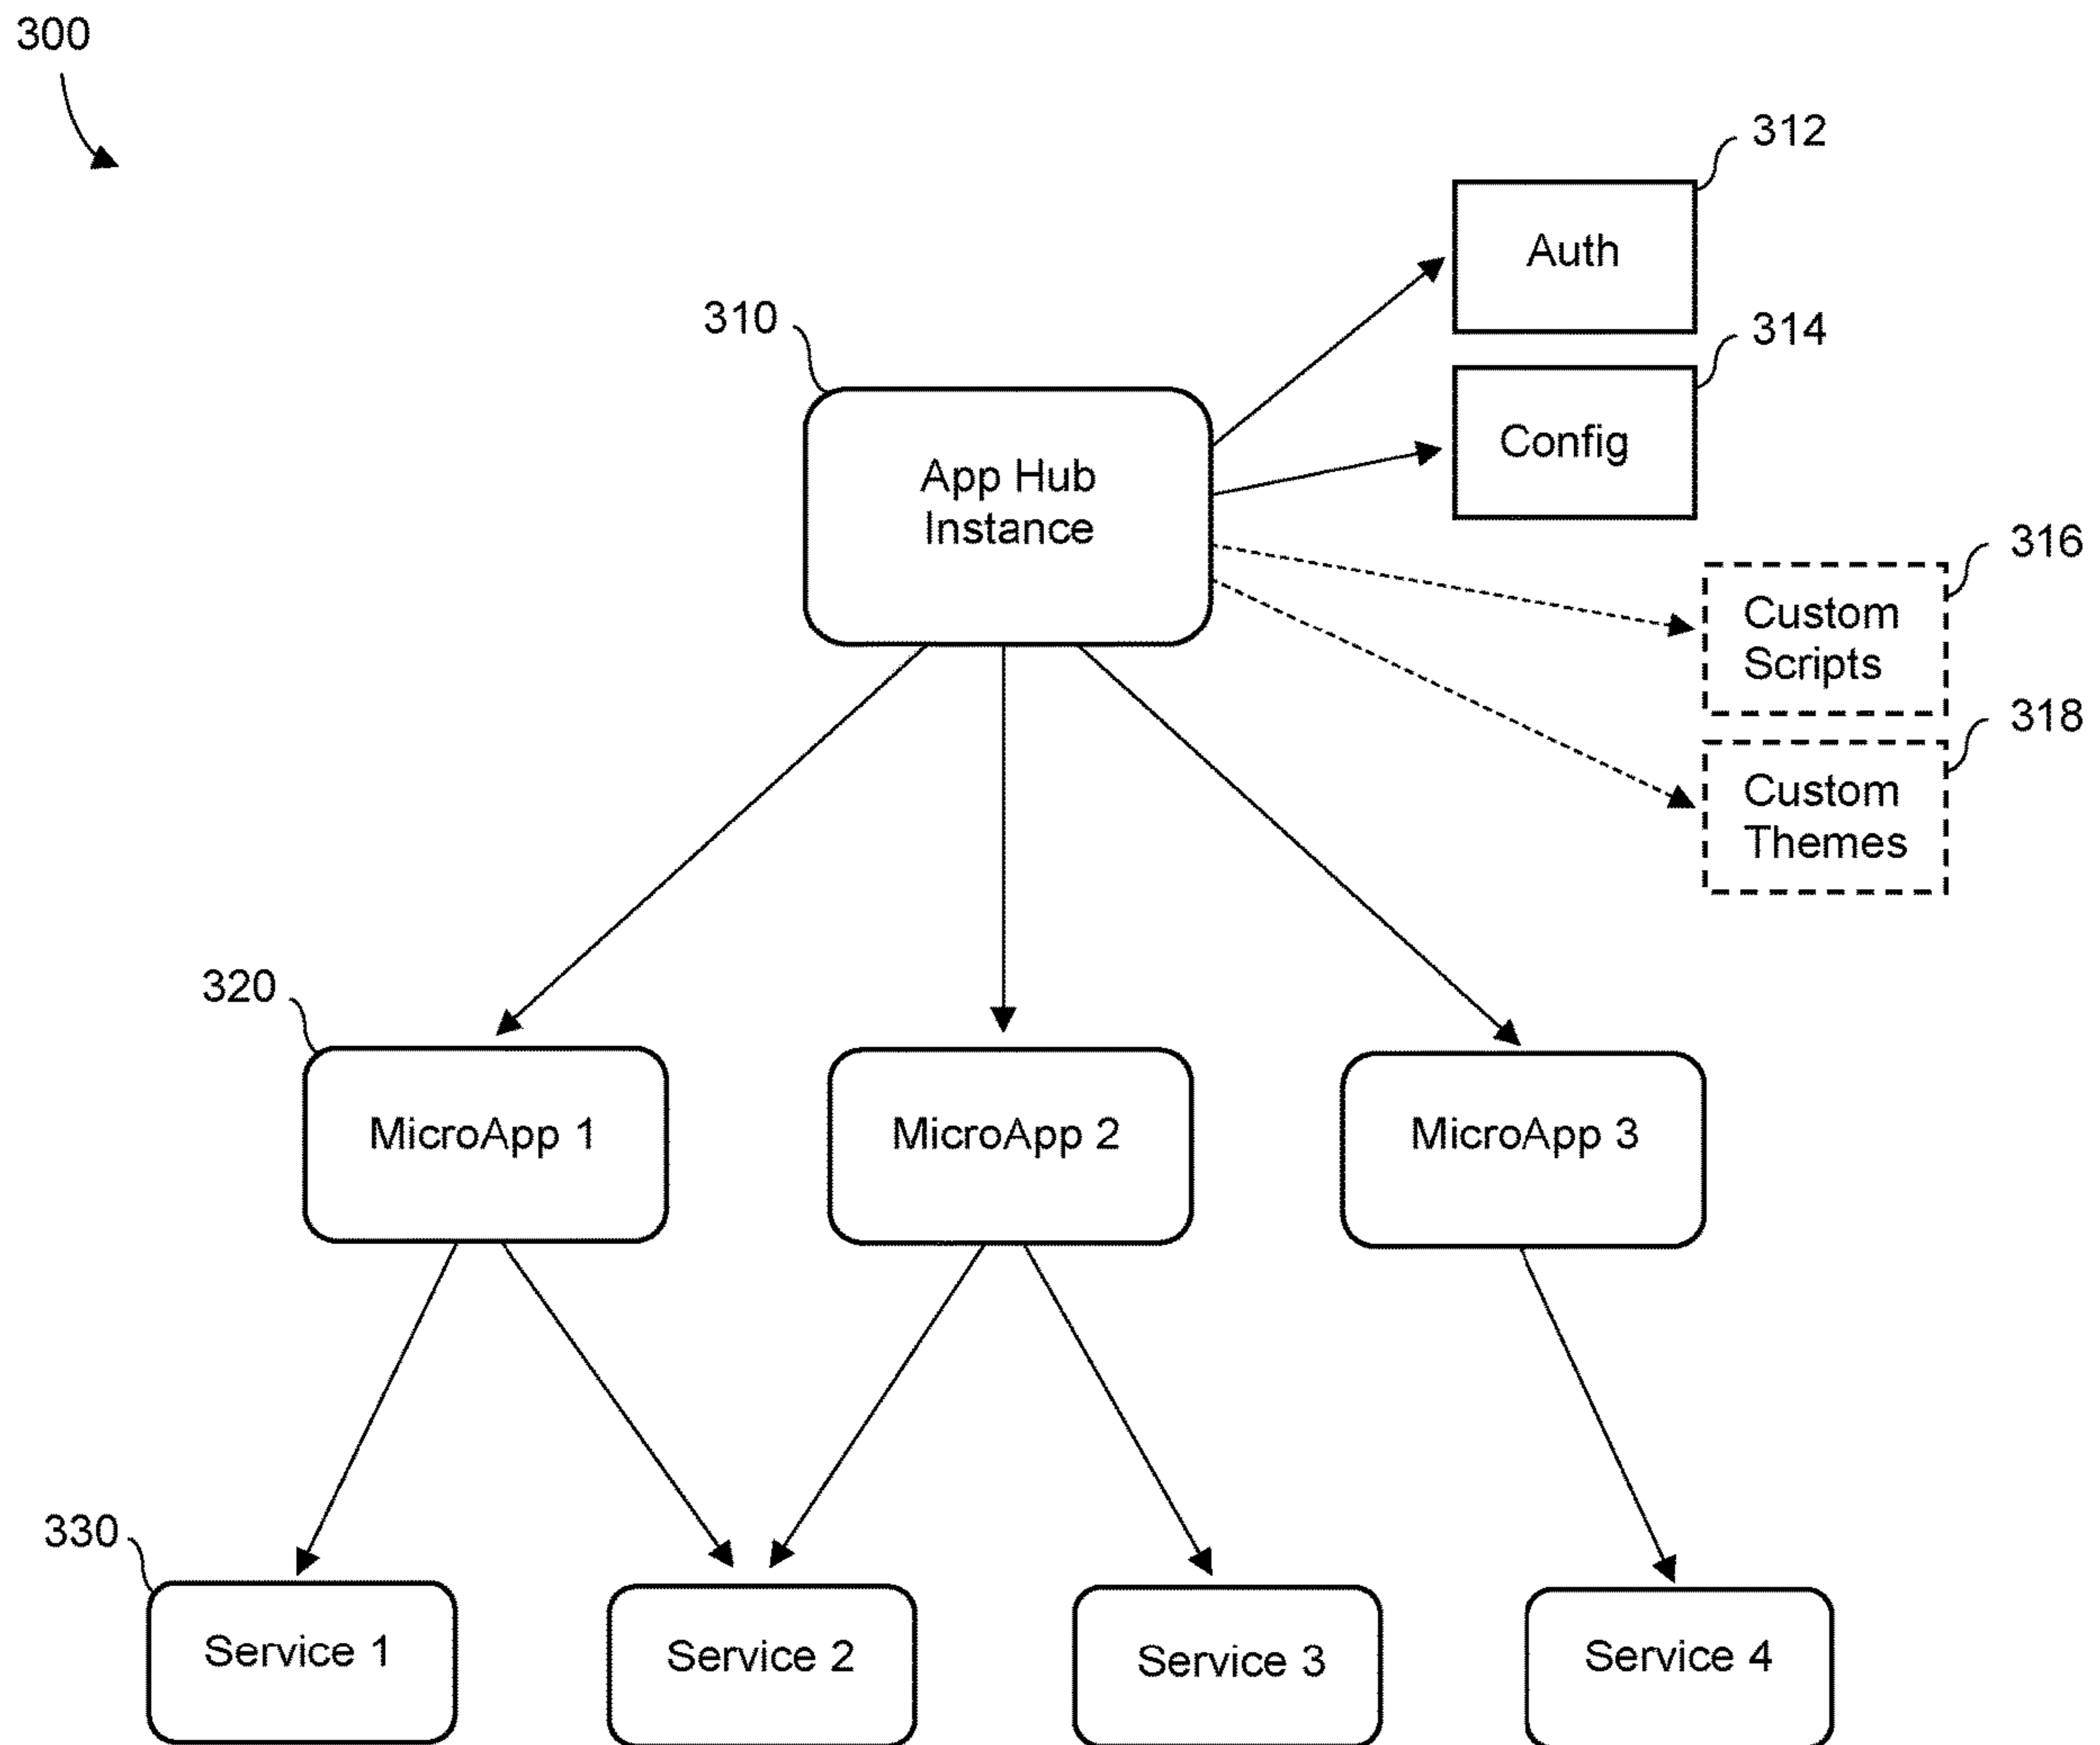 300
312
Auth
310
314
Config
App Hub
Instance
316
Custom
Scripts
318
Custom
Themes
320
MicroApp 1
MicroApp 2
MicroApp 3
330
Service 1
Service 2
Service 3
Service 4